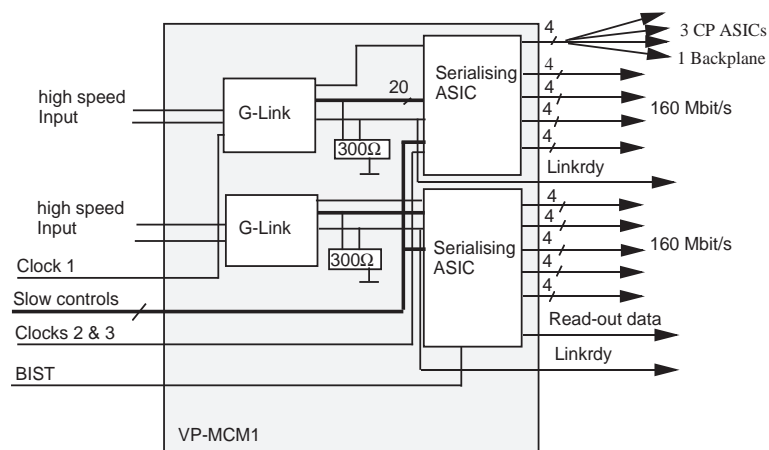 4
3 CP ASICs
1 Backplane
high speed
Input
G-Link
20
Serialising
ASIC
4
4
4
4
160 Mbit/s
300Ω
Linkrdy
high speed
Input
G-Link
Serialising
ASIC
4
4
4
4
4
160 Mbit/s
300Ω
Clock 1
Slow controls
Clocks 2 & 3
Read-out data
Linkrdy
BIST
VP-MCM1